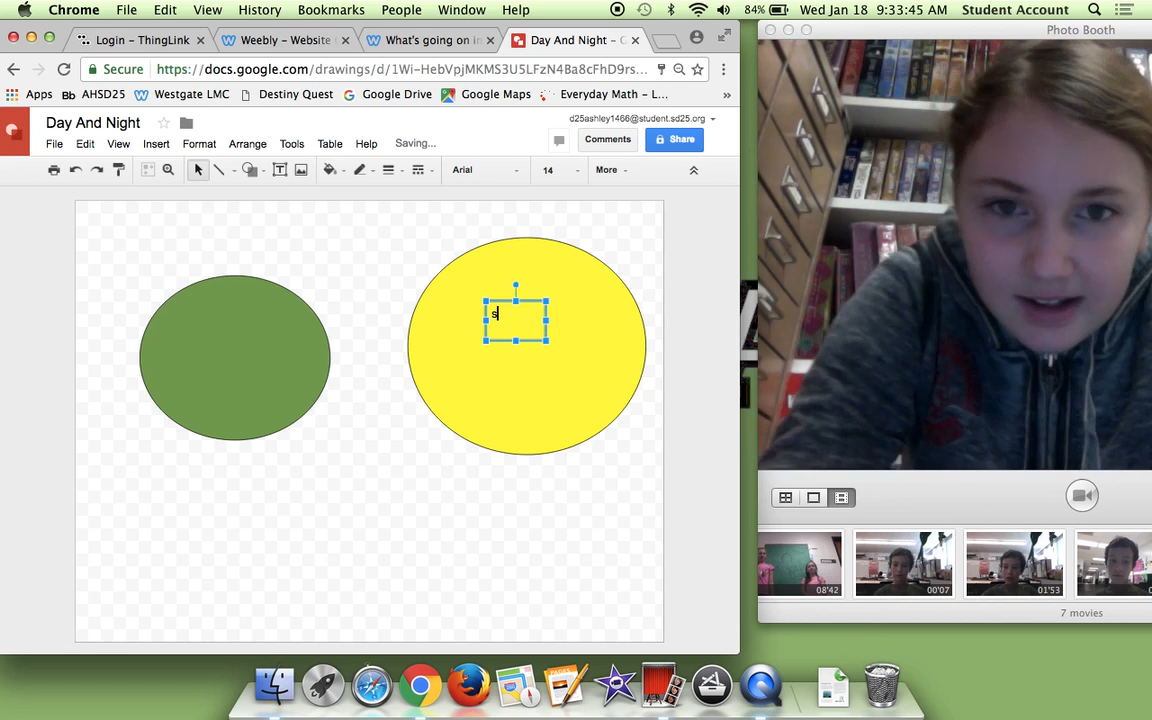 Chrome File Edit View History Bookmarks People Window Help 84% Wed Jan 18 9:33:45 AM Student Account
Login – ThingLink Weebly – Website What's going on in Day And Night – G
Photo Booth
Secure https://docs.google.com/drawings/d/1Wi-HebVpjMKMS3U5LFzN4Ba8cFhD9rs...
Apps Bb AHSD25 Westgate LMC Destiny Quest Google Drive Google Maps Everyday Math – L... »
Day And Night
d25ashley1466@student.sd25.org
File Edit View Insert Format Arrange Tools Table Help Saving...
Comments Share
Arial 14 More
s
08'42 00'07 01'53
7 movies